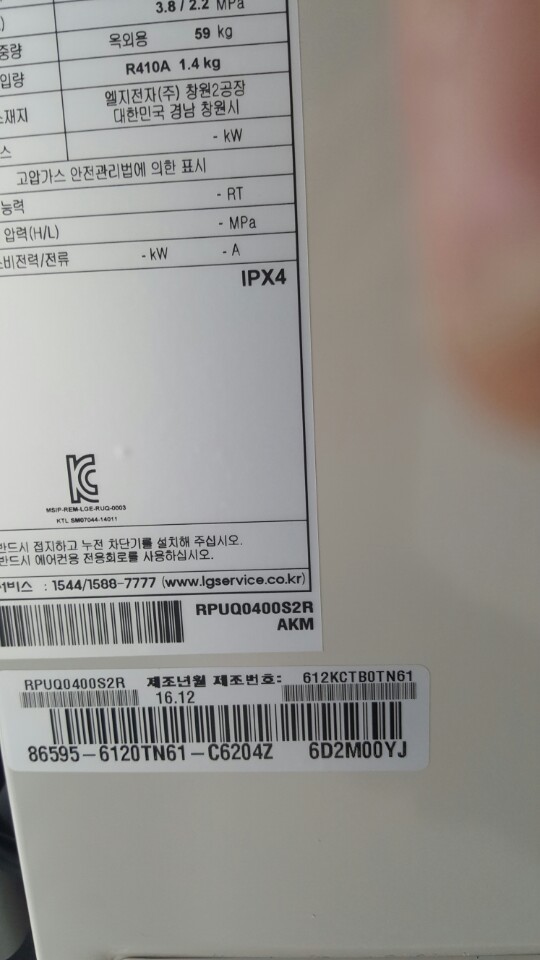 3.8 / 2.2 MPa
중량 옥외용 59 kg
입량 R410A 1.4 kg
엘지전자(주) 창원2공장
대한민국 경남 창원시
- kW
고압가스 안전관리법에 의한 표시
능력 - RT
압력(H/L) - MPa
비전력/전류 - kW - A
IPX4
KC
MSIP-REM-LGE-RUQ-0003
KTL SM07044-14011
반드시 접지하고 누전 차단기를 설치해 주십시오.
반드시 에어컨용 전용회로를 사용하십시오.
서비스 : 1544/1588-7777 (www.lgservice.co.kr)
RPUQ0400S2R
AKM
RPUQ0400S2R 제조년월 제조번호: 612KCTB0TN61
16.12
86595-6120TN61-C6204Z 6D2M00YJ